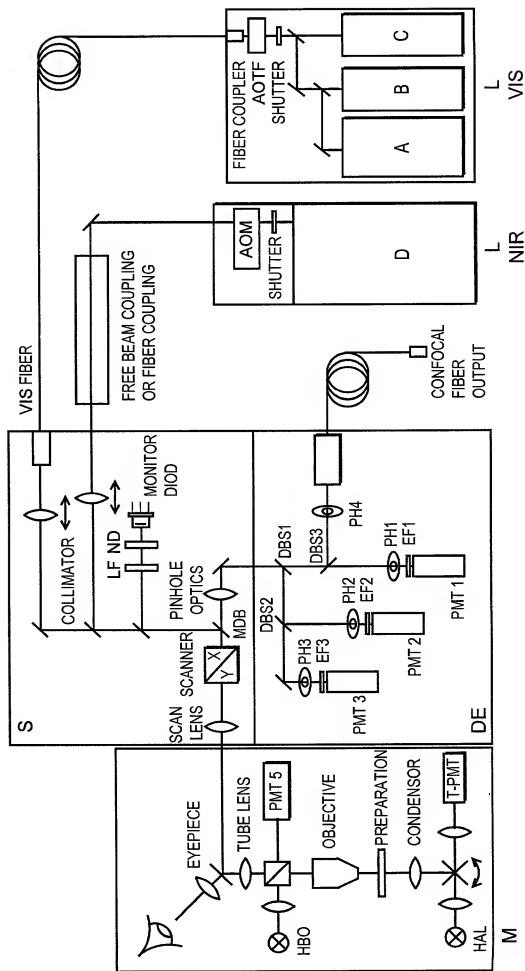 FIBER COUPLER
AOTF
SHUTTER
A
B
C
L
VIS
AOM
SHUTTER
D
L
NIR
VIS FIBER
FREE BEAM COUPLING
OR FIBER COUPLING
CONFOCAL
FIBER
OUTPUT
S
COLLIMATOR
LF ND
MONITOR
DIOD
PINHOLE
OPTICS
MDB
SCANNER
Y X
SCAN
LENS
DBS1
DBS2
DBS3
PH4
PH1
EF1
PMT 1
PH2
EF2
PMT 2
PH3
EF3
PMT 3
DE
EYEPIECE
TUBE LENS
PMT 5
HBO
OBJECTIVE
PREPARATION
CONDENSOR
T-PMT
HAL
M